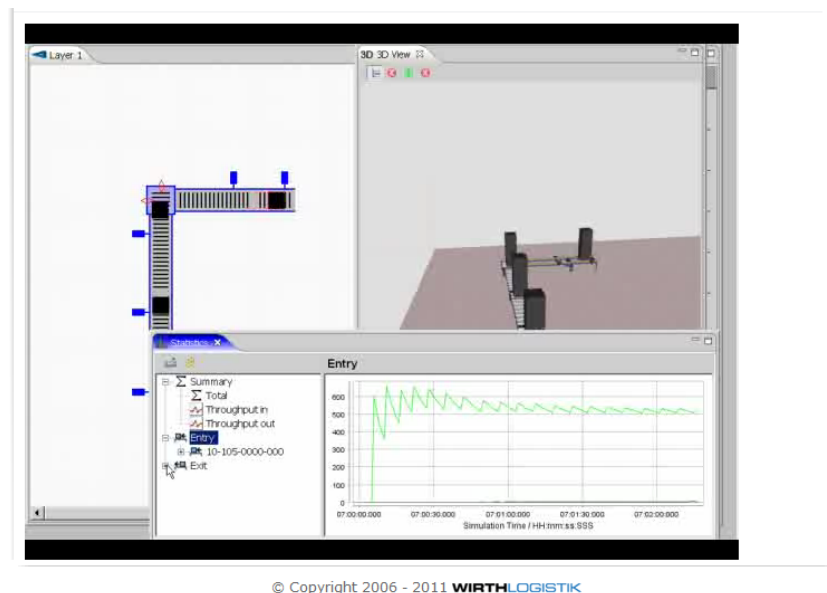 Layer 1
3D 3D View
Statistics
Entry
Summary
Total
Throughput in
Throughput out
Entry
10-105-0000-000
Exit
600
500
400
300
200
100
0
07:00:00.000 07:00:30.000 07:01:00.000 07:01:30.000 07:02:00.000
Simulation Time / HH:mm:ss:SSS
© Copyright 2006 - 2011 WIRTHLOGISTIK